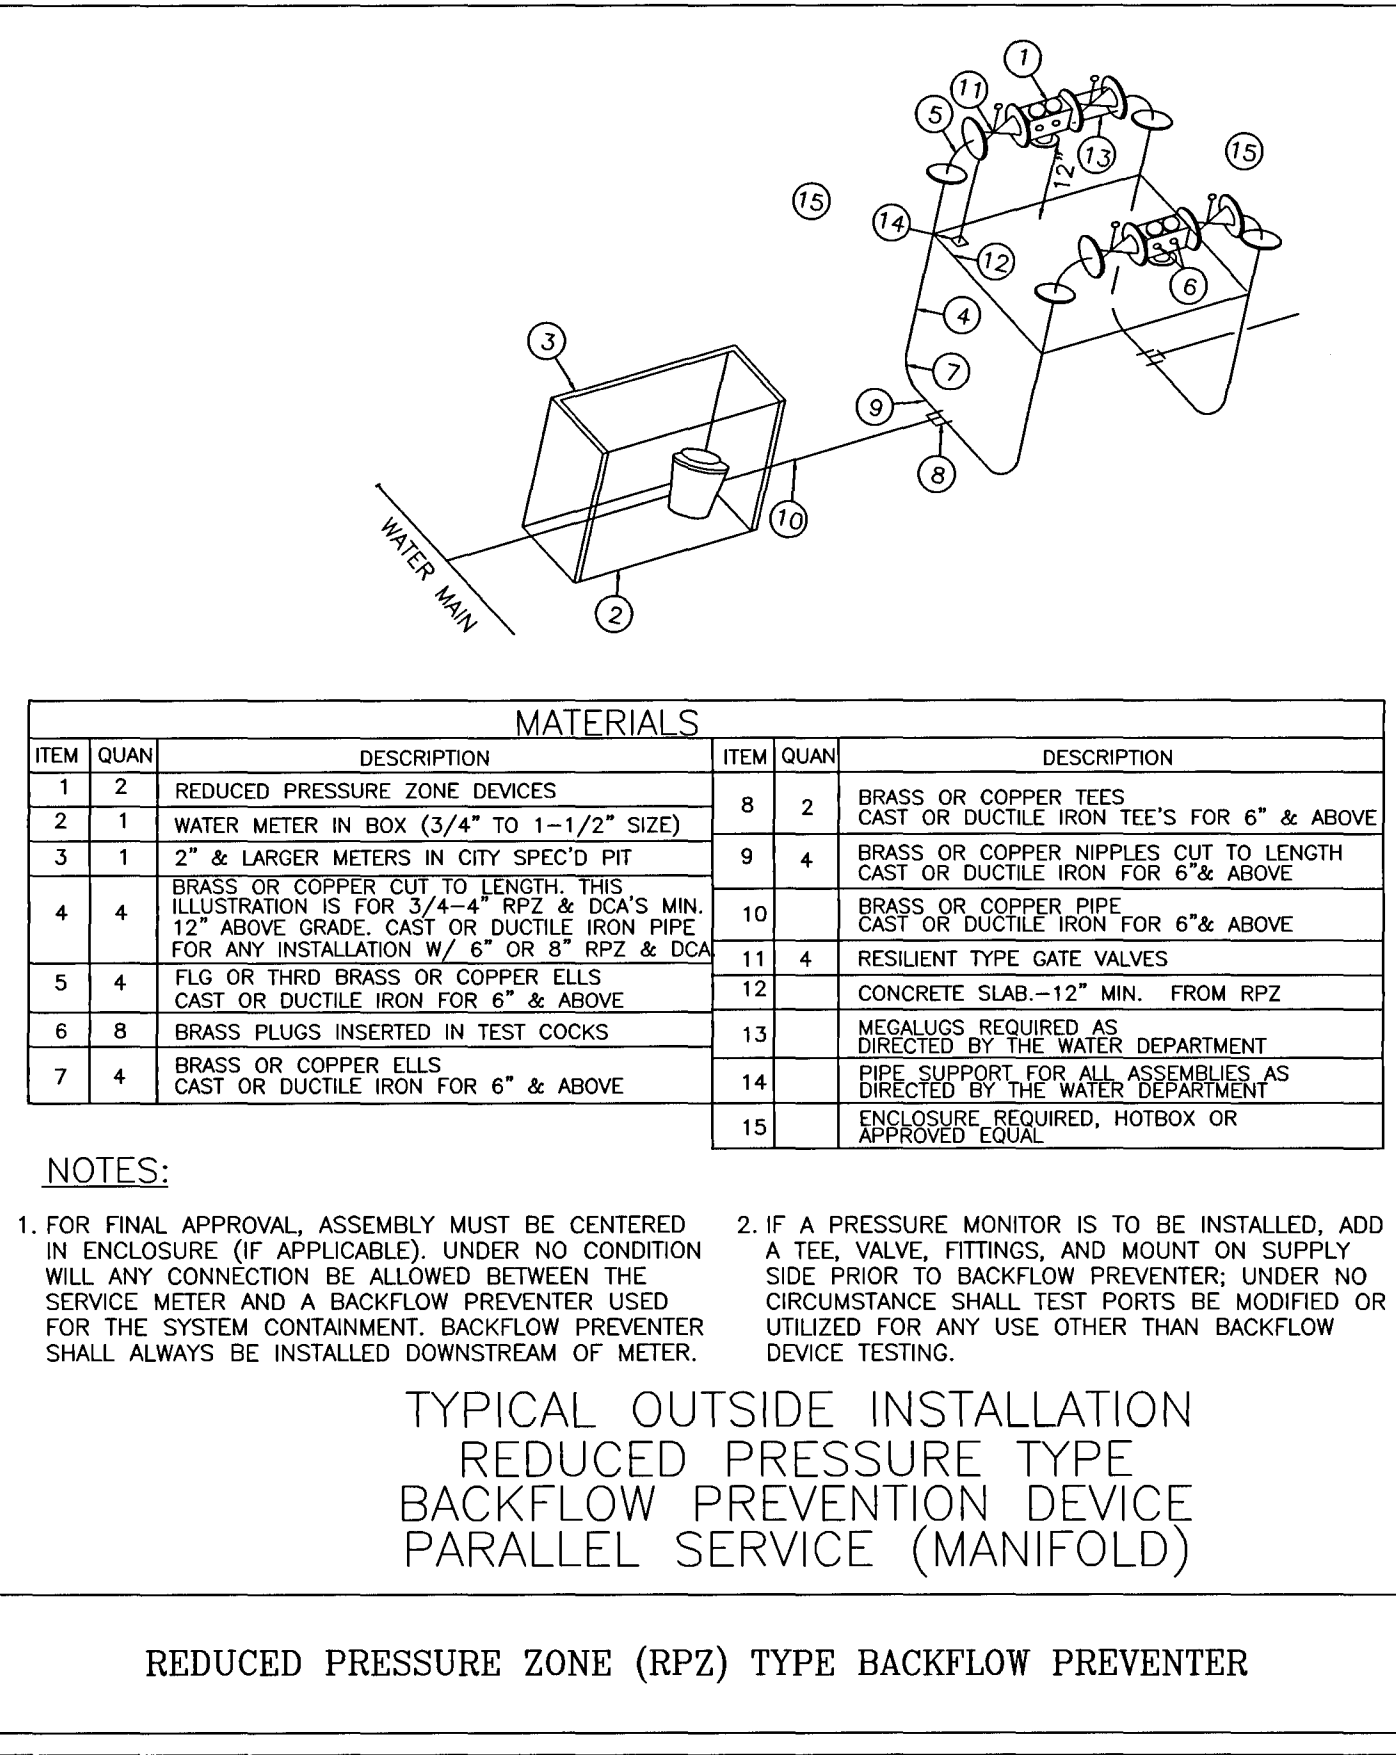 1
11
5
13
12"
15
15
14
12
6
4
3
7
9
8
10
WATER MAIN
2
MATERIALS
ITEM QUAN DESCRIPTION
1 2 REDUCED PRESSURE ZONE DEVICES
2 1 WATER METER IN BOX (3/4" TO 1-1/2" SIZE)
3 1 2" & LARGER METERS IN CITY SPEC'D PIT
BRASS OR COPPER CUT TO LENGTH. THIS
4 4 ILLUSTRATION IS FOR 3/4-4" RPZ & DCA'S MIN.
12" ABOVE GRADE. CAST OR DUCTILE IRON PIPE
FOR ANY INSTALLATION W/ 6" OR 8" RPZ & DCA
5 4 FLG OR THRD BRASS OR COPPER ELLS
CAST OR DUCTILE IRON FOR 6" & ABOVE
6 8 BRASS PLUGS INSERTED IN TEST COCKS
7 4 BRASS OR COPPER ELLS
CAST OR DUCTILE IRON FOR 6" & ABOVE
ITEM QUAN DESCRIPTION
8 2 BRASS OR COPPER TEES
CAST OR DUCTILE IRON TEE'S FOR 6" & ABOVE
9 4 BRASS OR COPPER NIPPLES CUT TO LENGTH
CAST OR DUCTILE IRON FOR 6"& ABOVE
10 BRASS OR COPPER PIPE
CAST OR DUCTILE IRON FOR 6"& ABOVE
11 4 RESILIENT TYPE GATE VALVES
12 CONCRETE SLAB.-12" MIN. FROM RPZ
13 MEGALUGS REQUIRED AS
DIRECTED BY THE WATER DEPARTMENT
14 PIPE SUPPORT FOR ALL ASSEMBLIES AS
DIRECTED BY THE WATER DEPARTMENT
15 ENCLOSURE REQUIRED, HOTBOX OR
APPROVED EQUAL
NOTES:
1. FOR FINAL APPROVAL, ASSEMBLY MUST BE CENTERED
IN ENCLOSURE (IF APPLICABLE). UNDER NO CONDITION
WILL ANY CONNECTION BE ALLOWED BETWEEN THE
SERVICE METER AND A BACKFLOW PREVENTER USED
FOR THE SYSTEM CONTAINMENT. BACKFLOW PREVENTER
SHALL ALWAYS BE INSTALLED DOWNSTREAM OF METER.
2. IF A PRESSURE MONITOR IS TO BE INSTALLED, ADD
A TEE, VALVE, FITTINGS, AND MOUNT ON SUPPLY
SIDE PRIOR TO BACKFLOW PREVENTER; UNDER NO
CIRCUMSTANCE SHALL TEST PORTS BE MODIFIED OR
UTILIZED FOR ANY USE OTHER THAN BACKFLOW
DEVICE TESTING.
TYPICAL OUTSIDE INSTALLATION
REDUCED PRESSURE TYPE
BACKFLOW PREVENTION DEVICE
PARALLEL SERVICE (MANIFOLD)
REDUCED PRESSURE ZONE (RPZ) TYPE BACKFLOW PREVENTER